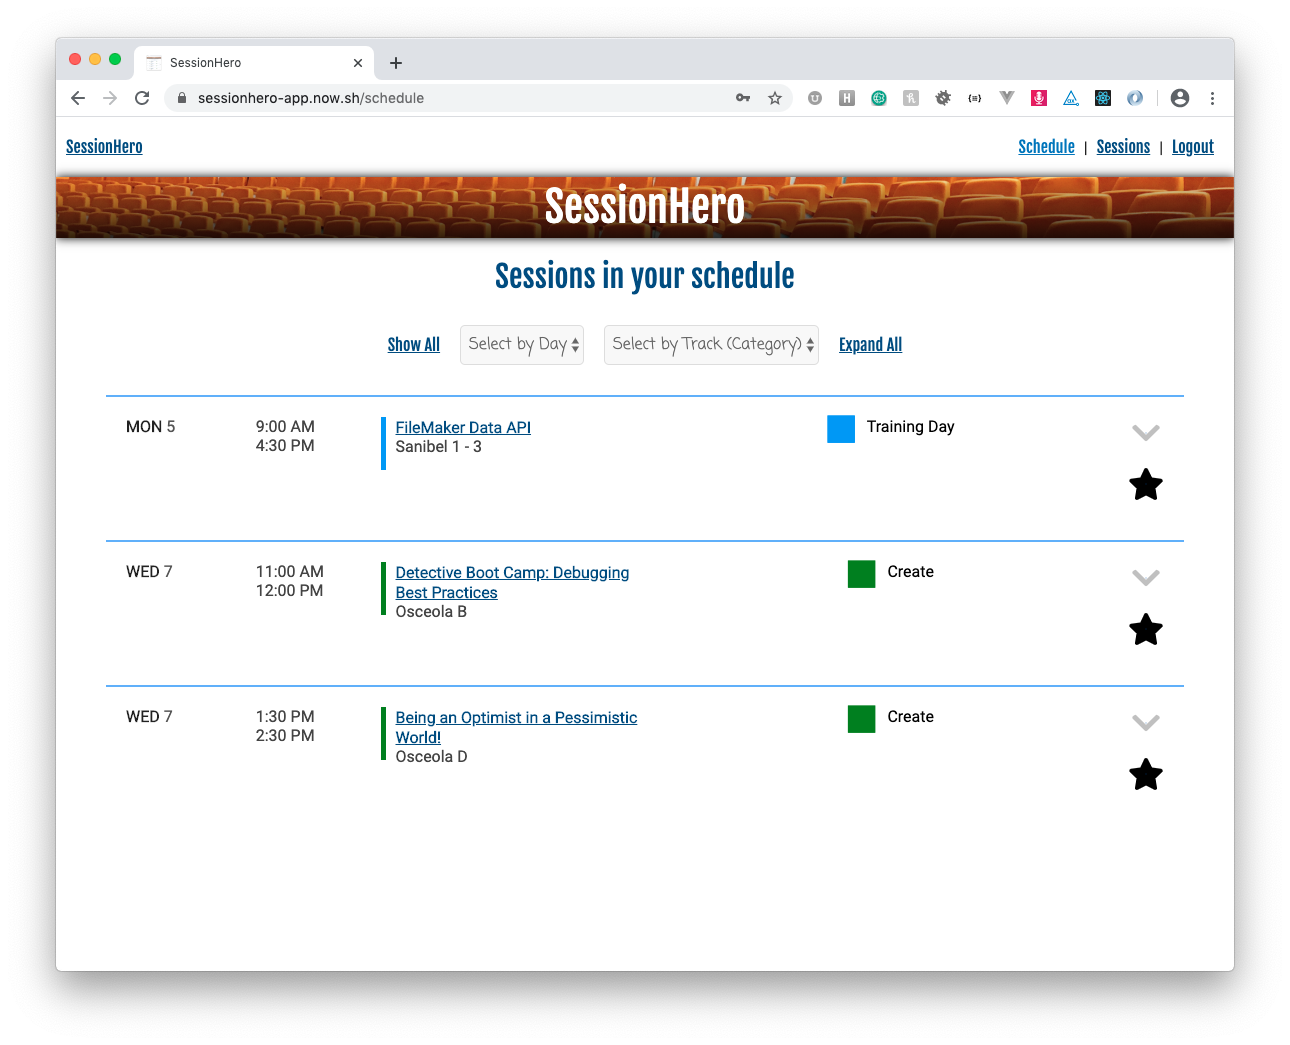 SessionHero
sessionhero-app.now.sh/schedule
SessionHero
Schedule | Sessions | Logout
SessionHero
Sessions in your schedule
Show All Select by Day Select by Track (Category) Expand All
MON 5 9:00 AM FileMaker Data API Training Day
4:30 PM Sanibel 1 - 3
WED 7 11:00 AM Detective Boot Camp: Debugging Create
12:00 PM Best Practices
Osceola B
WED 7 1:30 PM Being an Optimist in a Pessimistic Create
2:30 PM World!
Osceola D